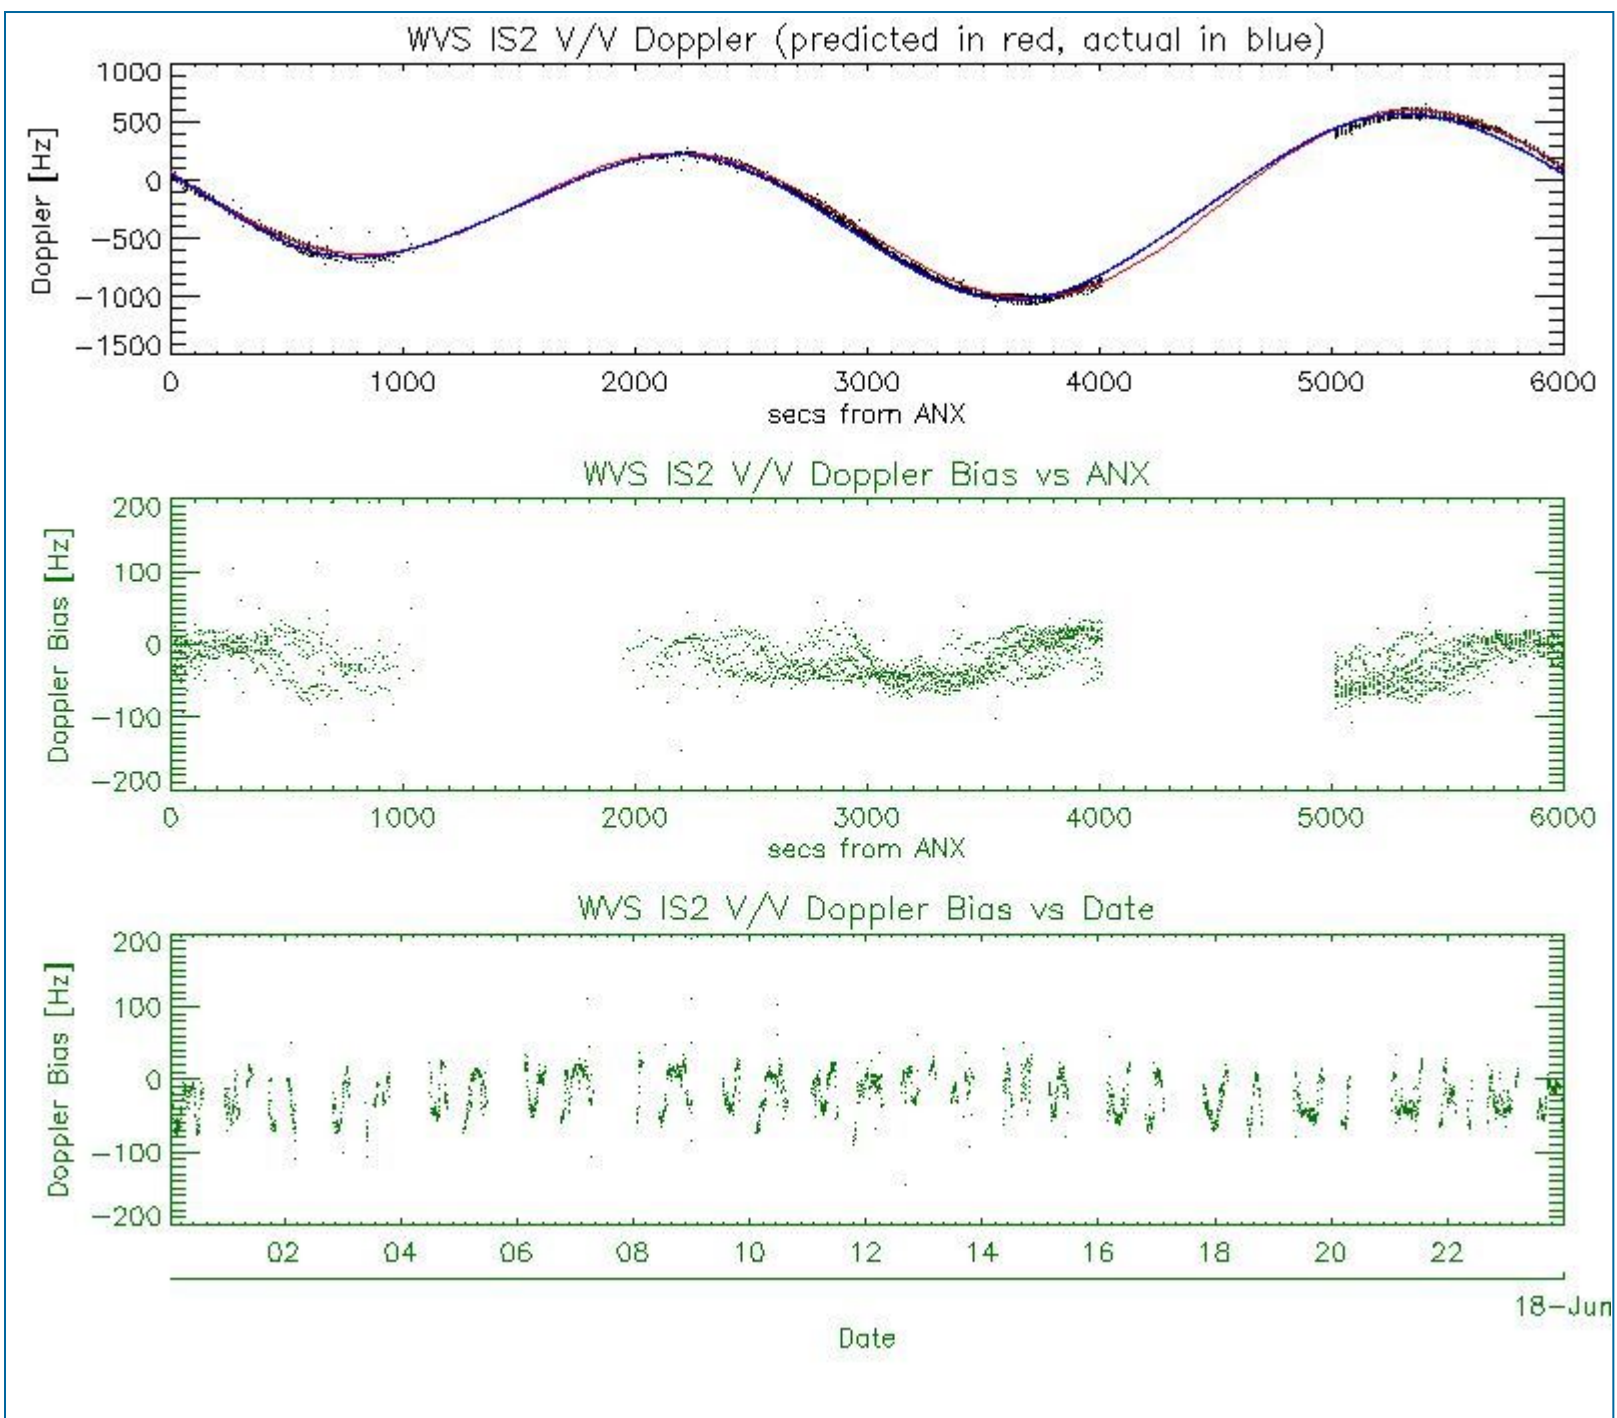 WVS IS2 V/V Doppler (predicted in red, actual in blue)
1000
500
0
-500
-1000
-1500
Doppler [Hz]
0 1000 2000 3000 4000 5000 6000
secs from ANX
WVS IS2 V/V Doppler Bias vs ANX
200
100
0
-100
-200
Doppler Bias [Hz]
0 1000 2000 3000 4000 5000 6000
secs from ANX
WVS IS2 V/V Doppler Bias vs Date
200
100
0
-100
-200
Doppler Bias [Hz]
02 04 06 08 10 12 14 16 18 20 22
18-Jun
Date